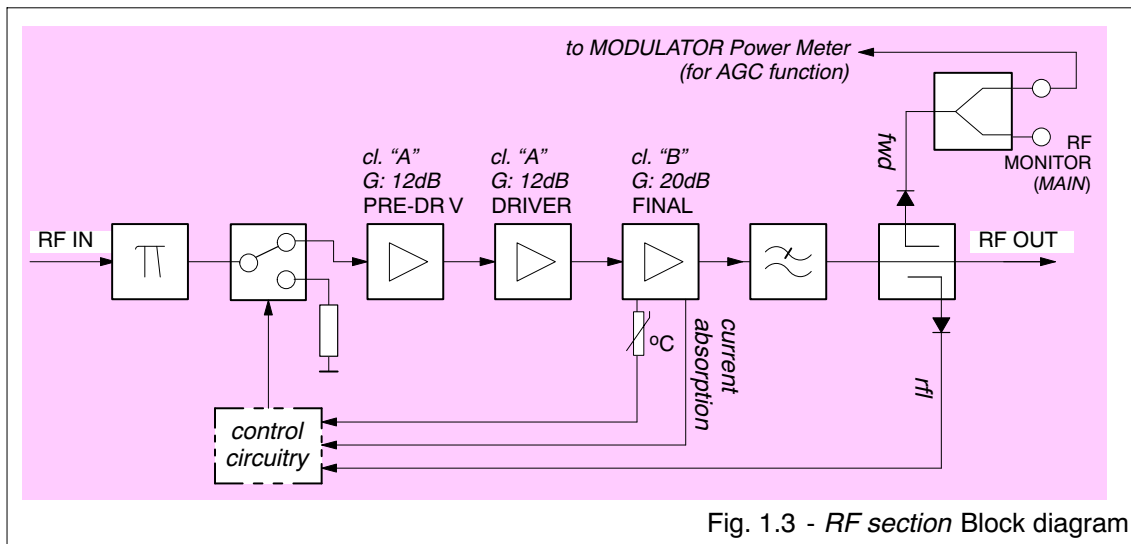 to MODULATOR Power Meter
(for AGC function)
fwd
RF
MONITOR
(MAIN)
cl. “A”
G: 12dB
PRE-DR V
cl. “A”
G: 12dB
DRIVER
cl. “B”
G: 20dB
FINAL
RF IN
π
RF OUT
ºC
current
absorption
rfl
control
circuitry
Fig. 1.3 - RF section Block diagram